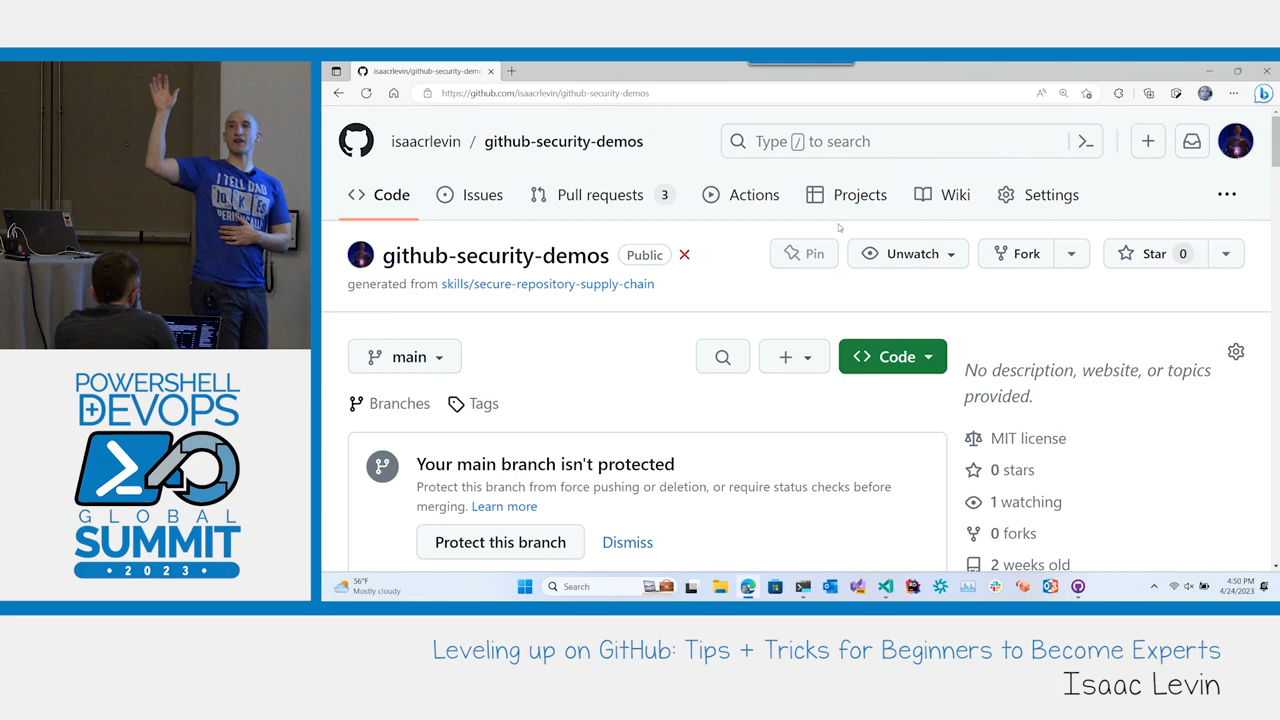 I TELL DAD
JOKES
PERIODICALLY
POWERSHELL
+DEVOPS
GLOBAL
SUMMIT
• 2023 •
isaacrlevin/github-security-demo
https://github.com/isaacrlevin/github-security-demos
isaacrlevin / github-security-demos
Type / to search
Code
Issues
Pull requests 3
Actions
Projects
Wiki
Settings
github-security-demos Public
Pin
Unwatch
Fork
Star 0
generated from skills/secure-repository-supply-chain
main
Code
Branches
Tags
Your main branch isn't protected
Protect this branch from force pushing or deletion, or require status checks before
merging. Learn more
Protect this branch
Dismiss
No description, website, or topics
provided.
MIT license
0 stars
1 watching
0 forks
2 weeks old
56°F
Mostly cloudy
Search
4:50 PM
4/24/2023
Leveling up on GitHub: Tips + Tricks for Beginners to Become Experts
Isaac Levin